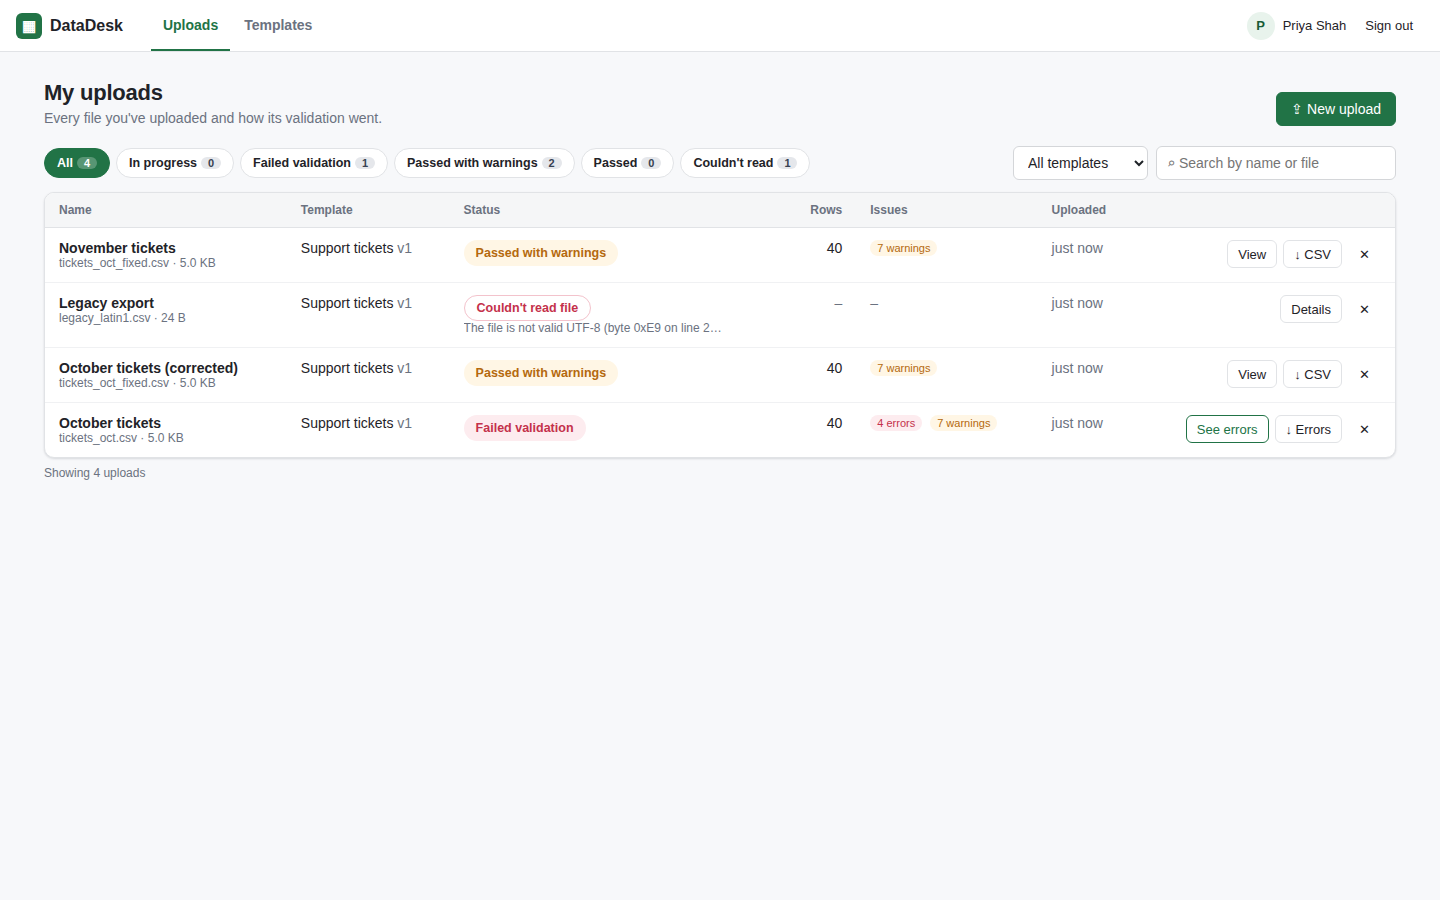 DataDesk Uploads Templates P Priya Shah Sign out
My uploads
Every file you've uploaded and how its validation went.
⇪ New upload
All 4 In progress 0 Failed validation 1 Passed with warnings 2 Passed 0 Couldn't read 1 All templates ⌕ Search by name or file
Name Template Status Rows Issues Uploaded
November tickets Support tickets v1 Passed with warnings 40 7 warnings just now View ↓ CSV ✕
tickets_oct_fixed.csv · 5.0 KB
Legacy export Support tickets v1 Couldn't read file – – just now Details ✕
legacy_latin1.csv · 24 B
The file is not valid UTF-8 (byte 0xE9 on line 2…
October tickets (corrected) Support tickets v1 Passed with warnings 40 7 warnings just now View ↓ CSV ✕
tickets_oct_fixed.csv · 5.0 KB
October tickets Support tickets v1 Failed validation 40 4 errors 7 warnings just now See errors ↓ Errors ✕
tickets_oct.csv · 5.0 KB
Showing 4 uploads